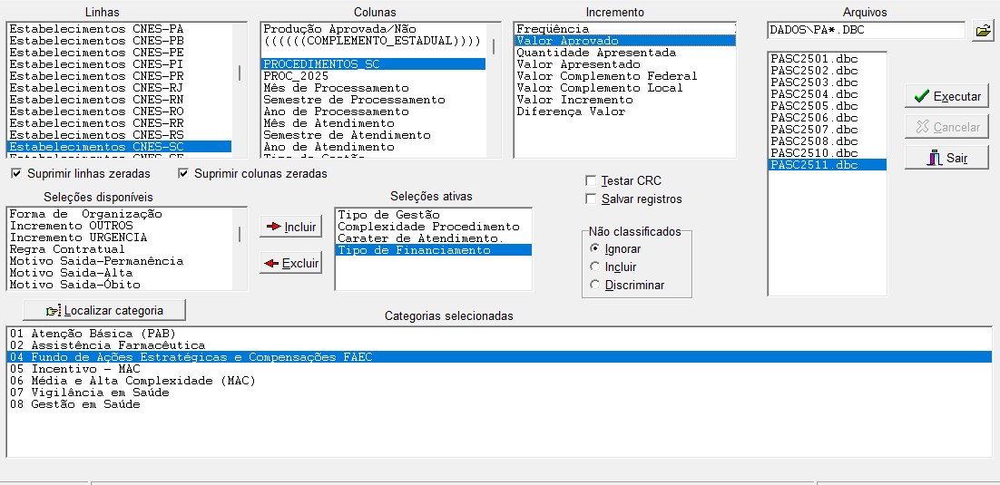 Linhas
Estabelecimentos CNES-PA
Estabelecimentos CNES-PB
Estabelecimentos CNES-PE
Estabelecimentos CNES-PI
Estabelecimentos CNES-PR
Estabelecimentos CNES-RJ
Estabelecimentos CNES-RN
Estabelecimentos CNES-RO
Estabelecimentos CNES-RR
Estabelecimentos CNES-RS
Estabelecimentos CNES-SC
Colunas
Produção Aprovada/Não
((((((COMPLEMENTO_ESTADUAL))))
PROCEDIMENTOS_SC
PROC_2025
Mês de Processamento
Semestre de Processamento
Ano de Processamento
Mês de Atendimento
Semestre de Atendimento
Ano de Atendimento
Incremento
Freqüência
Valor Aprovado
Quantidade Apresentada
Valor Apresentado
Valor Complemento Federal
Valor Complemento Local
Valor Incremento
Diferença Valor
Arquivos
DADOS\PA*.DBC
PASC2501.dbc
PASC2502.dbc
PASC2503.dbc
PASC2504.dbc
PASC2505.dbc
PASC2506.dbc
PASC2507.dbc
PASC2508.dbc
PASC2510.dbc
PASC2511.dbc
Executar
Cancelar
Sair
Suprimir linhas zeradas
Suprimir colunas zeradas
Seleções disponíveis
Forma de  Organização
Incremento OUTROS
Incremento URGENCIA
Regra Contratual
Motivo Saida-Permanência
Motivo Saida-Alta
Motivo Saida-Óbito
Incluir
Excluir
Seleções ativas
Tipo de Gestão
Complexidade Procedimento
Carater de Atendimento.
Tipo de Financiamento
Testar CRC
Salvar registros
Não classificados
Ignorar
Incluir
Discriminar
Localizar categoria
Categorias selecionadas
01 Atenção Básica (PAB)
02 Assistência Farmacêutica
04 Fundo de Ações Estratégicas e Compensações FAEC
05 Incentivo - MAC
06 Média e Alta Complexidade (MAC)
07 Vigilância em Saúde
08 Gestão em Saúde